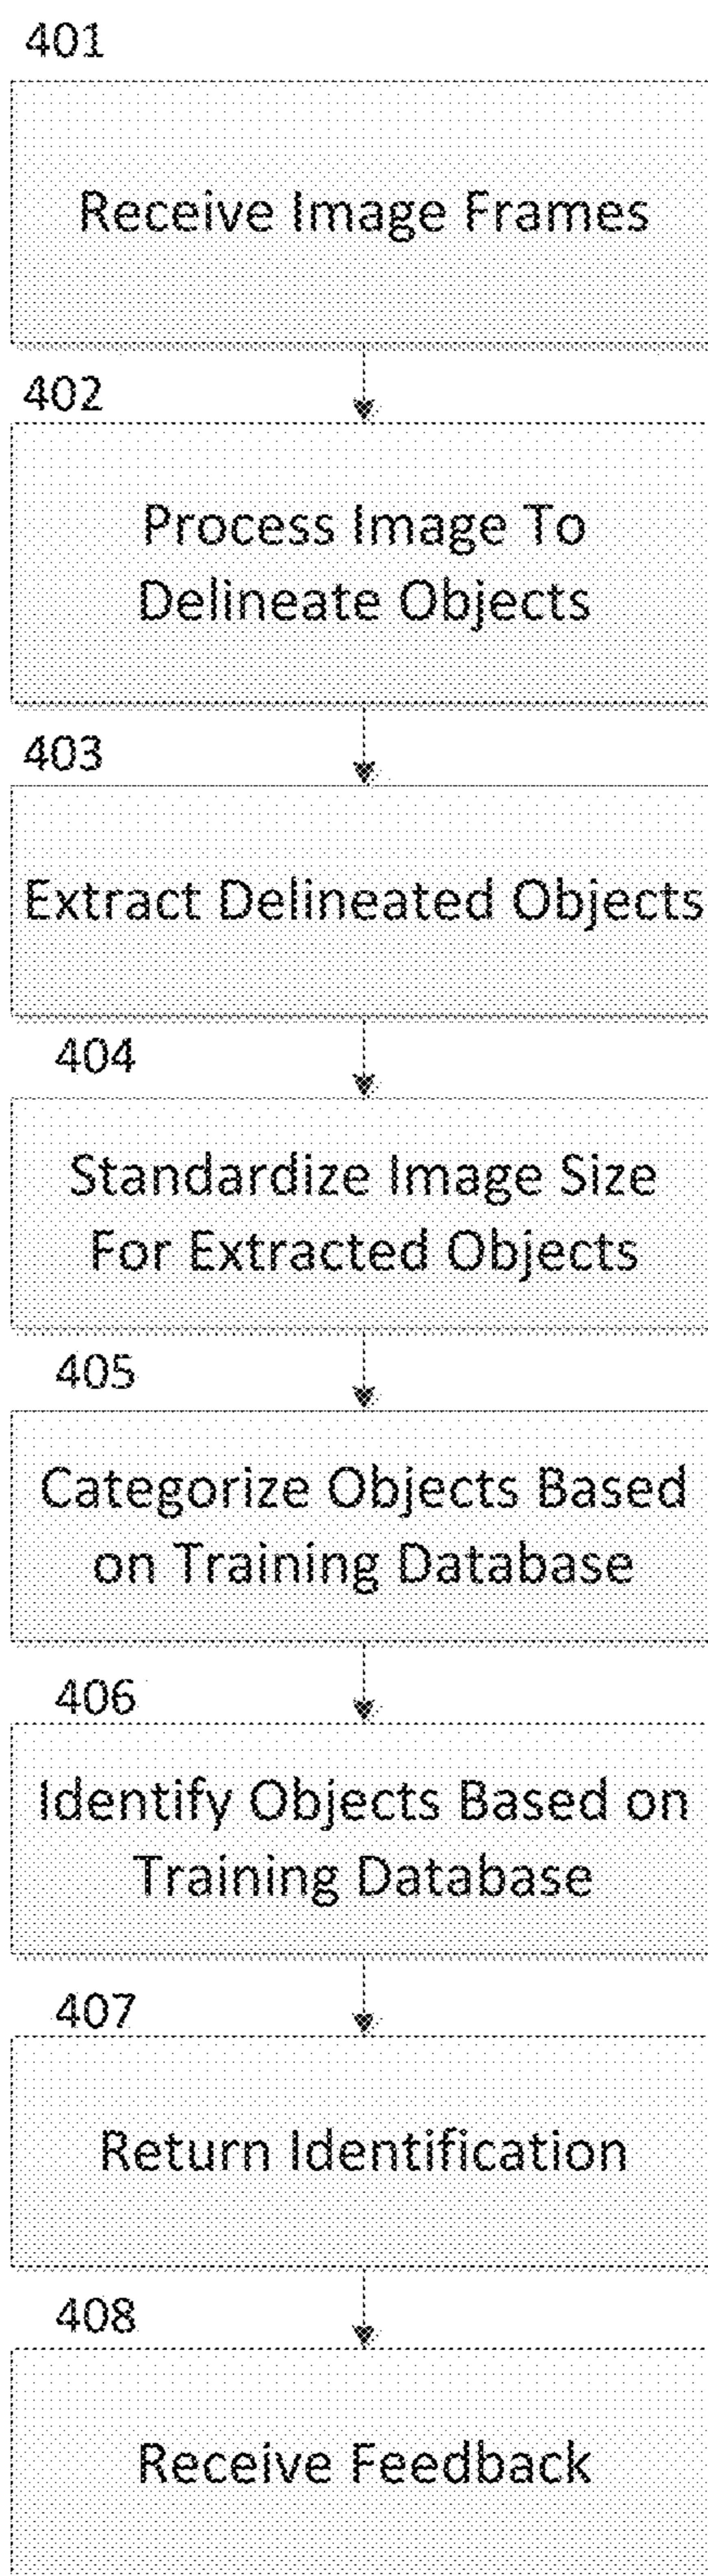 401
Receive Image Frames
402
Process Image To
Delineate Objects
403
Extract Delineated Objects
404
Standardize Image Size
For Extracted Objects
405
Categorize Objects Based
on Training Database
406
Identify Objects Based on
Training Database
407
Return Identification
408
Receive Feedback